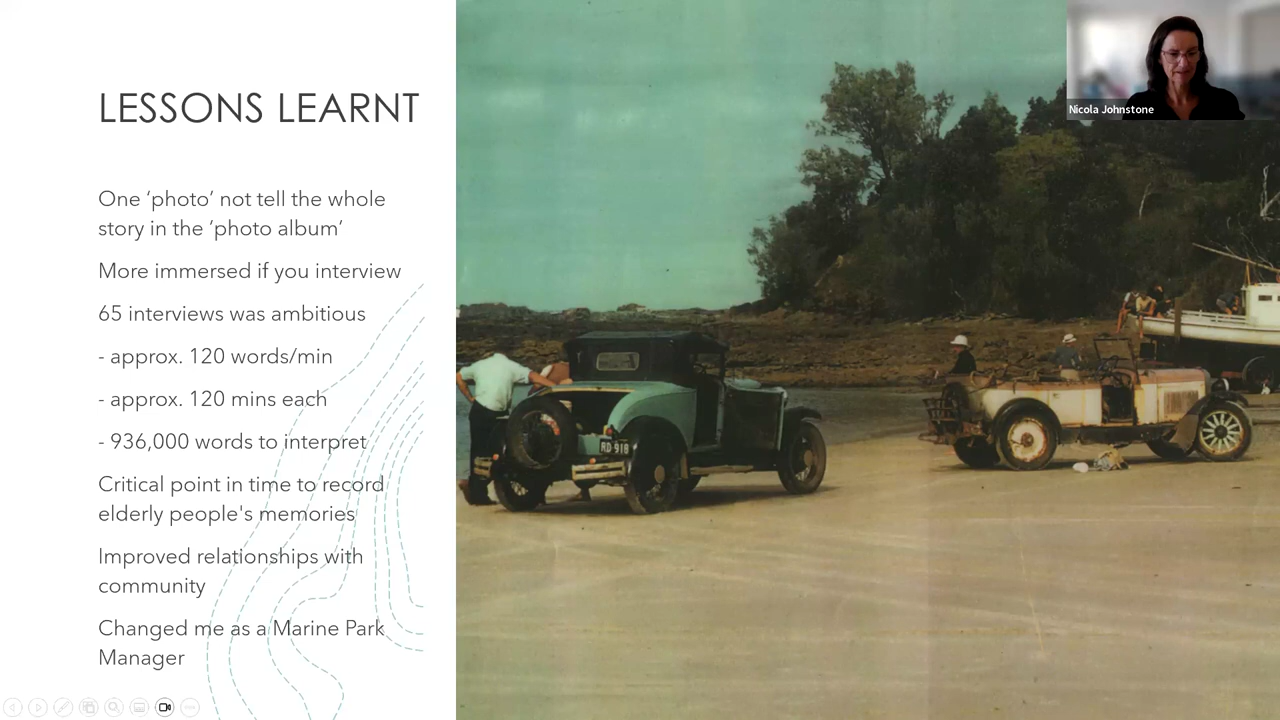 LESSONS LEARNT
One ‘photo’ not tell the whole
story in the ‘photo album’
More immersed if you interview
65 interviews was ambitious
- approx. 120 words/min
- approx. 120 mins each
- 936,000 words to interpret
Critical point in time to record
elderly people's memories
Improved relationships with
community
Changed me as a Marine Park
Manager
RD 918
Nicola Johnstone